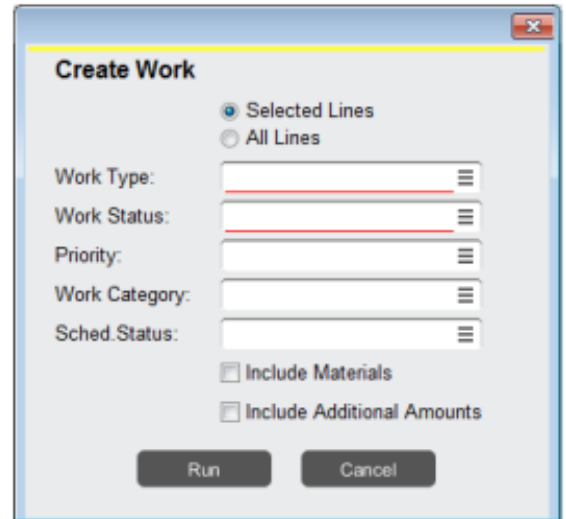 Create Work
Selected Lines
All Lines
Work Type:
Work Status:
Priority:
Work Category:
Sched.Status:
Include Materials
Include Additional Amounts
Run Cancel